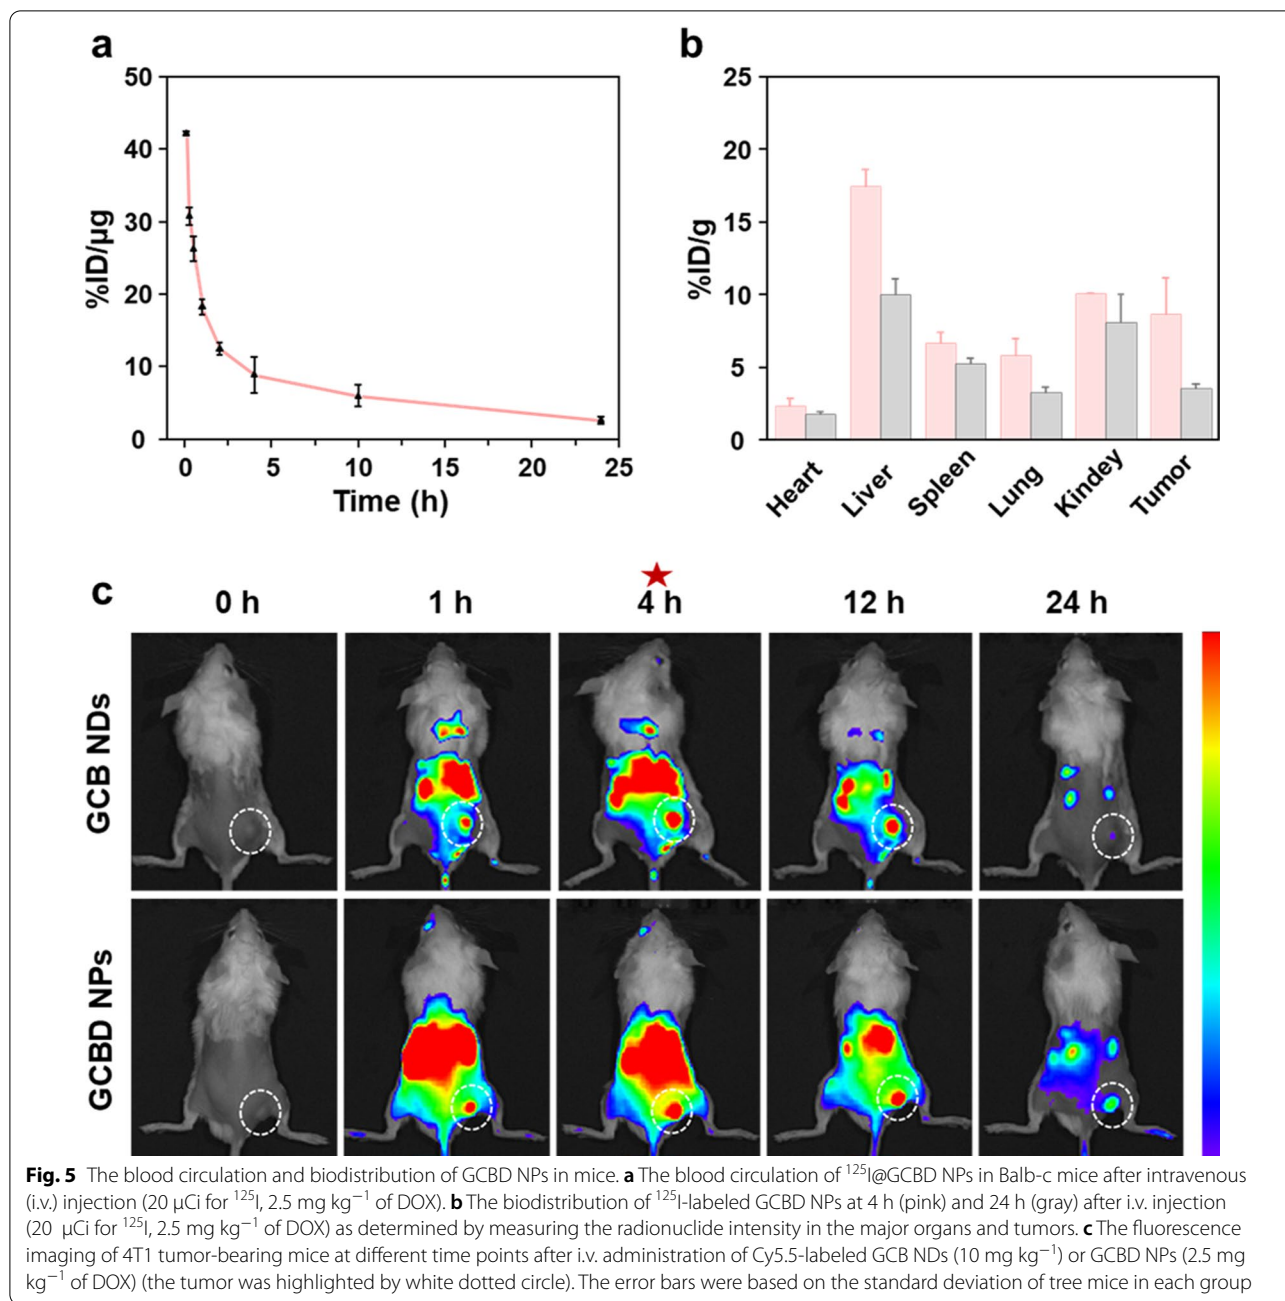 a
50
40
30
20
10
0
%ID/µg
0 5 10 15 20 25
Time (h)
b
25
20
15
10
5
0
%ID/g
Heart Liver Spleen Lung Kindey Tumor
c
0 h 1 h 4 h 12 h 24 h
GCB NDs
GCBD NPs
Fig. 5 The blood circulation and biodistribution of GCBD NPs in mice. a The blood circulation of ¹²⁵I@GCBD NPs in Balb-c mice after intravenous
(i.v.) injection (20 µCi for ¹²⁵I, 2.5 mg kg⁻¹ of DOX). b The biodistribution of ¹²⁵I-labeled GCBD NPs at 4 h (pink) and 24 h (gray) after i.v. injection
(20 µCi for ¹²⁵I, 2.5 mg kg⁻¹ of DOX) as determined by measuring the radionuclide intensity in the major organs and tumors. c The fluorescence
imaging of 4T1 tumor-bearing mice at different time points after i.v. administration of Cy5.5-labeled GCB NDs (10 mg kg⁻¹) or GCBD NPs (2.5 mg
kg⁻¹ of DOX) (the tumor was highlighted by white dotted circle). The error bars were based on the standard deviation of tree mice in each group